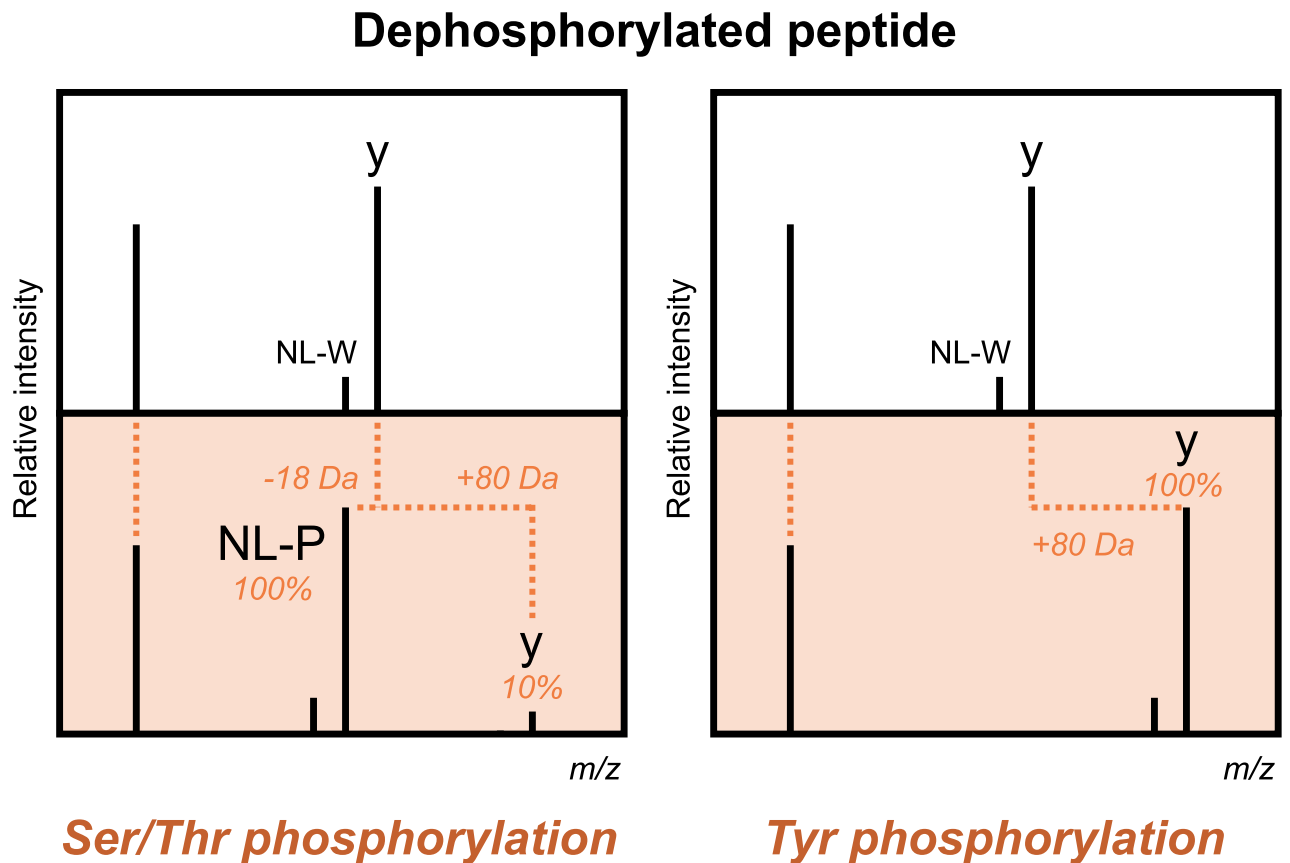 Dephosphorylated peptide
Relative intensity
y
NL-W
-18 Da
+80 Da
NL-P
100%
y
10%
m/z
Ser/Thr phosphorylation
Relative intensity
y
NL-W
y
100%
+80 Da
m/z
Tyr phosphorylation